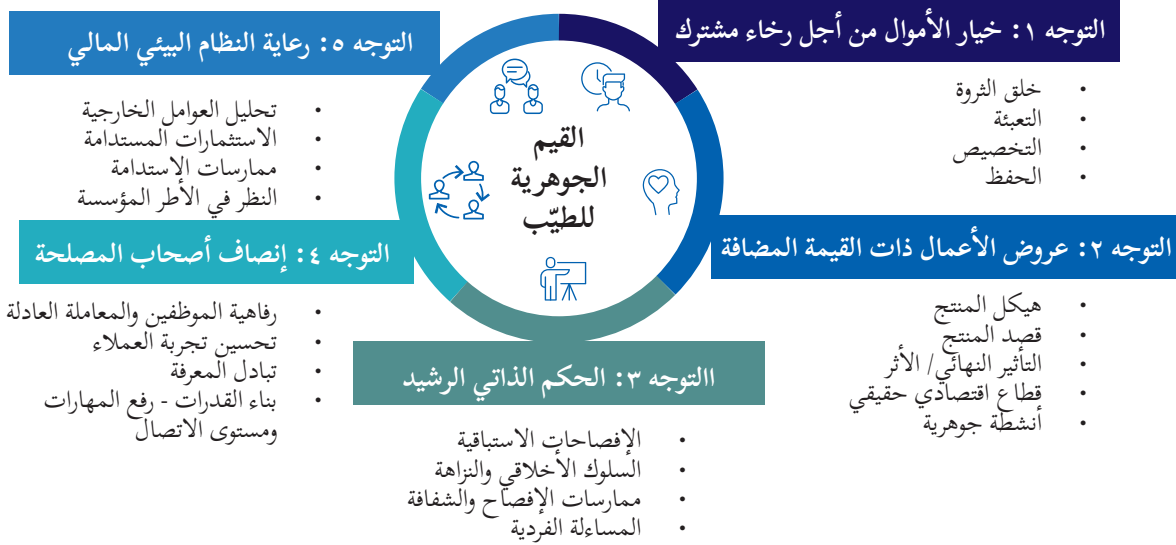 القيم
الجوهرية
للطيّب
التوجه ١: خيار الأموال من أجل رخاء مشترك
• خلق الثروة
• التعبئة
• التخصيص
• الحفظ
التوجه ٢: عروض الأعمال ذات القيمة المضافة
• هيكل المنتج
• قصد المنتج
• التأثير النهائي/ الأثر
• قطاع اقتصادي حقيقي
• أنشطة جوهرية
االتوجه ٣: الحكم الذاتي الرشيد
• الإفصاحات الاستباقية
• السلوك الأخلاقي والنزاهة
• ممارسات الإفصاح والشفافة
• المساءلة الفردية
التوجه ٤: إنصاف أصحاب المصلحة
• رفاهية الموظفين والمعاملة العادلة
• تحسين تجربة العملاء
• تبادل المعرفة
• بناء القدرات - رفع المهارات
ومستوى الاتصال
التوجه ٥: رعاية النظام البيئي المالي
• تحليل العوامل الخارجية
• الاستثمارات المستدامة
• ممارسات الاستدامة
• النظر في الأطر المؤسسة